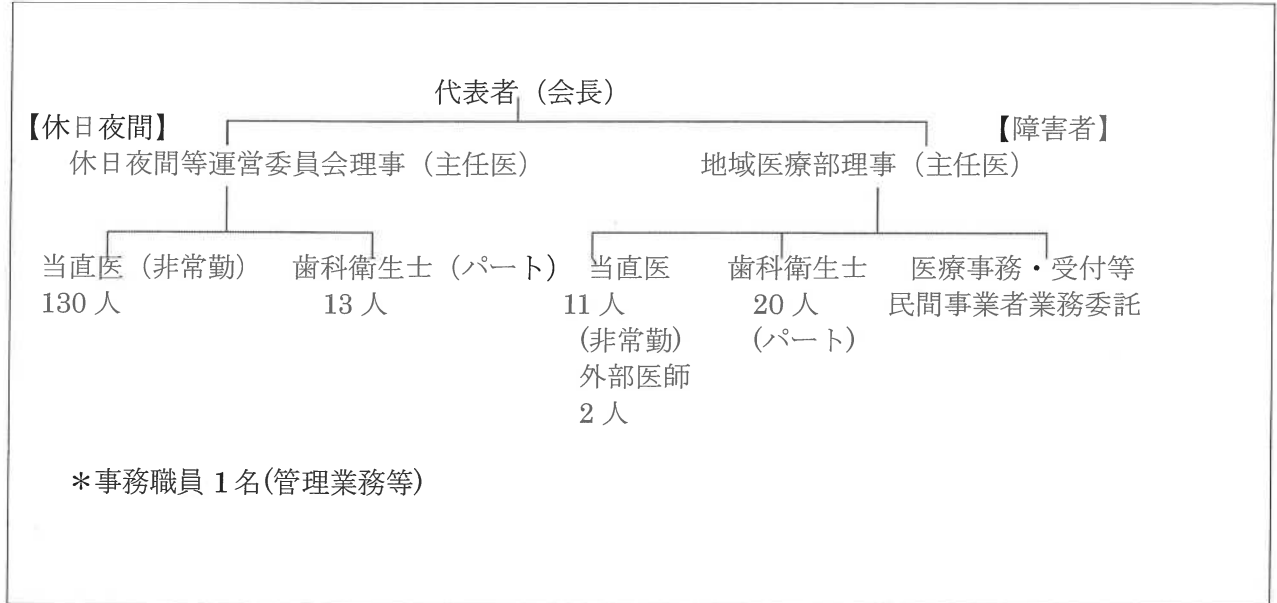 代表者（会長）
【休日夜間】
【障害者】
休日夜間等運営委員会理事（主任医）
地域医療部理事（主任医）
当直医（非常勤）
130人
歯科衛生士（パート）
13人
当直医
11人
(非常勤)
外部医師
2人
歯科衛生士
20人
(パート)
医療事務・受付等
民間事業者業務委託
＊事務職員 1名(管理業務等)